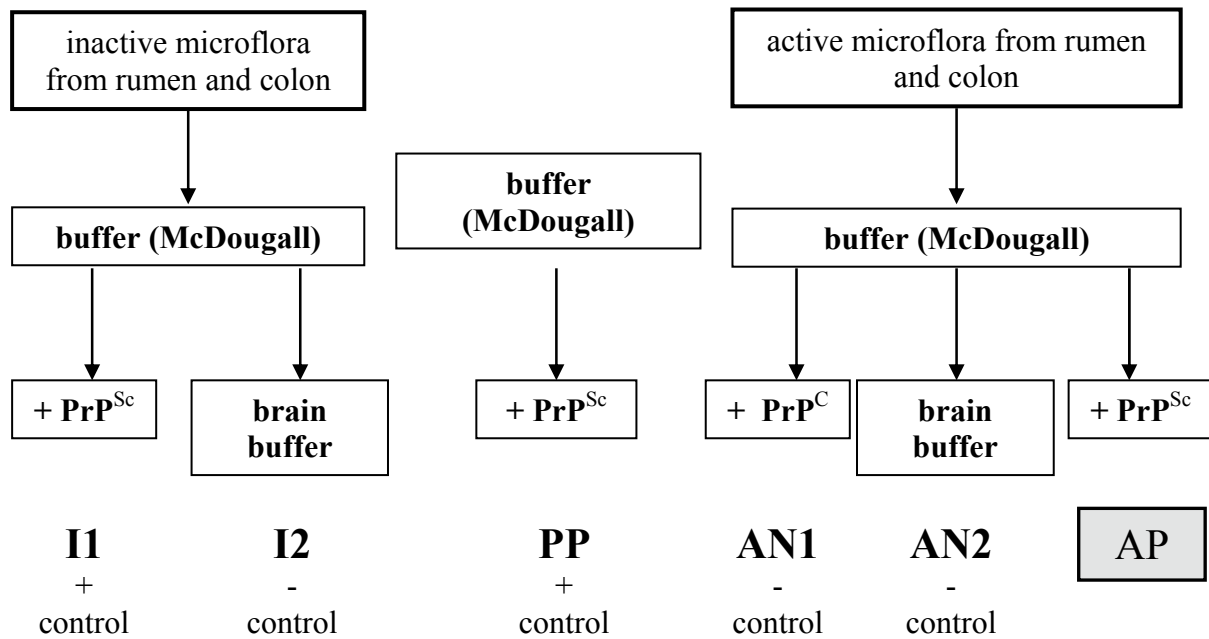 inactive microflora
from rumen and colon
active microflora from rumen
and colon
buffer
(McDougall)
buffer (McDougall)
buffer (McDougall)
+ PrP^Sc
brain
buffer
+ PrP^Sc
+ PrP^C
brain
buffer
+ PrP^Sc
I1
+
control
I2
-
control
PP
+
control
AN1
-
control
AN2
-
control
AP